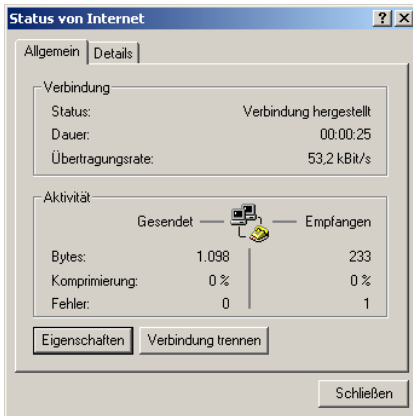 Status von Internet
Allgemein Details
Verbindung
Status: Verbindung hergestellt
Dauer: 00:00:25
Übertragungsrate: 53,2 kBit/s
Aktivität
Gesendet Empfangen
Bytes: 1.098 233
Komprimierung: 0 % 0 %
Fehler: 0 1
Eigenschaften Verbindung trennen
Schließen